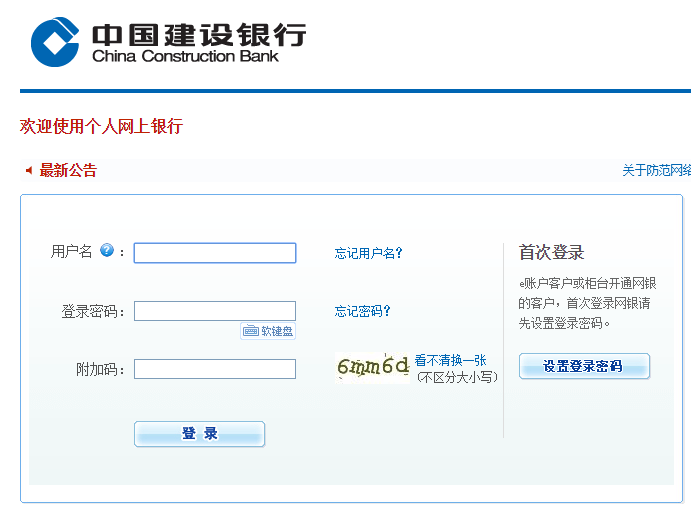 中国建设银行
China Construction Bank
欢迎使用个人网上银行
最新公告
关于防范网络
用户名 ? ：
忘记用户名?
登录密码：
忘记密码?
软键盘
附加码：
6mm6d
看不清换一张
(不区分大小写)
登 录
首次登录
e账户客户或柜台开通网银
的客户，首次登录网银请
先设置登录密码。
设置登录密码